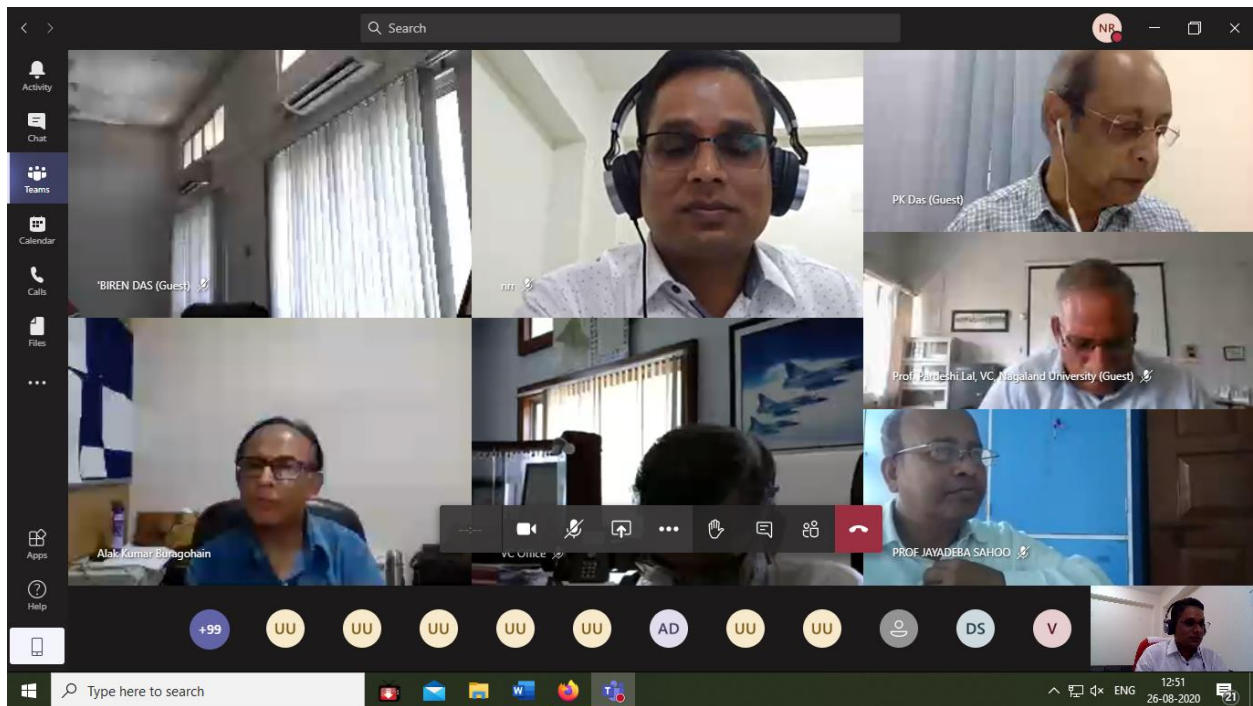 Search
NR
Activity
Chat
Teams
Calendar
Calls
Files
Apps
Help
'BIREN DAS (Guest)
nm
PK Das (Guest)
Prof. Pardeshi Lal, VC, Nagaland University (Guest)
Alak Kumar Buragohain
VC Office
PROF JAYADEBA SAHOO
--:--
+99
UU
UU
UU
UU
UU
AD
UU
UU
DS
V
Type here to search
ENG
12:51
26-08-2020
21